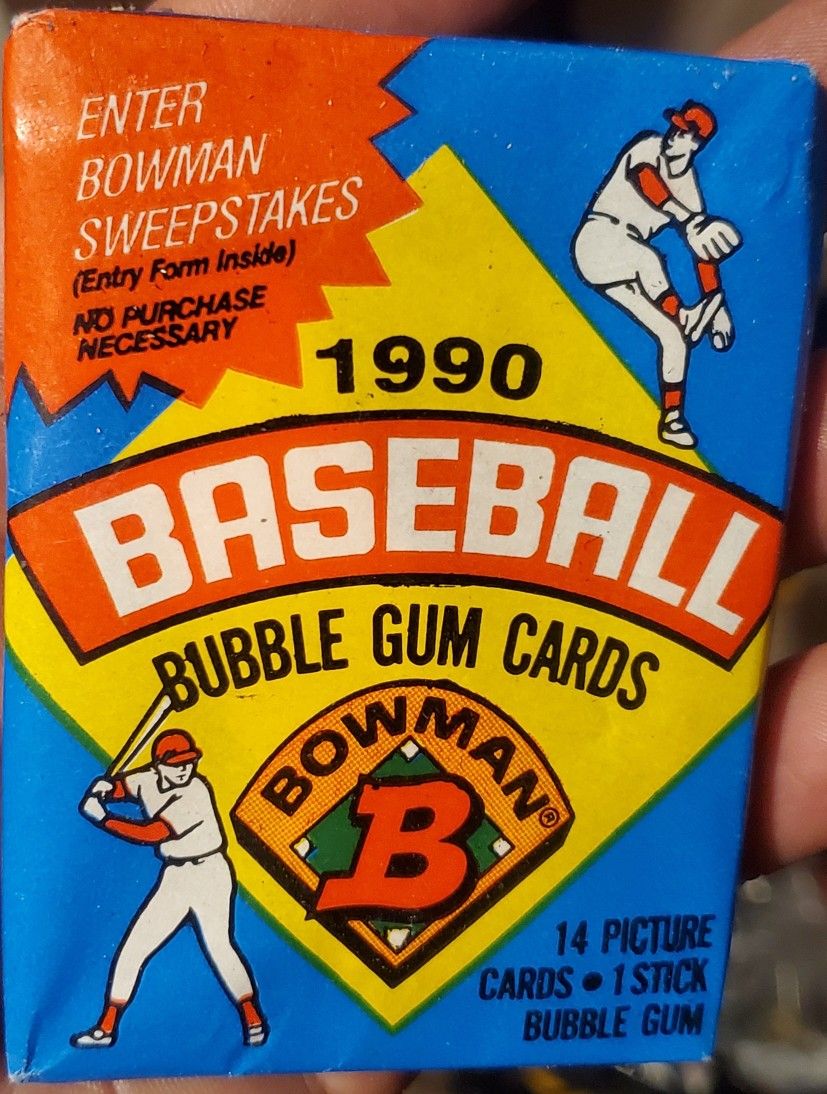 ENTER
BOWMAN
SWEEPSTAKES
(Entry Form Inside)
NO PURCHASE
NECESSARY
1990
BASEBALL
BUBBLE GUM CARDS
BOWMAN®
B
14 PICTURE
CARDS • 1 STICK
BUBBLE GUM